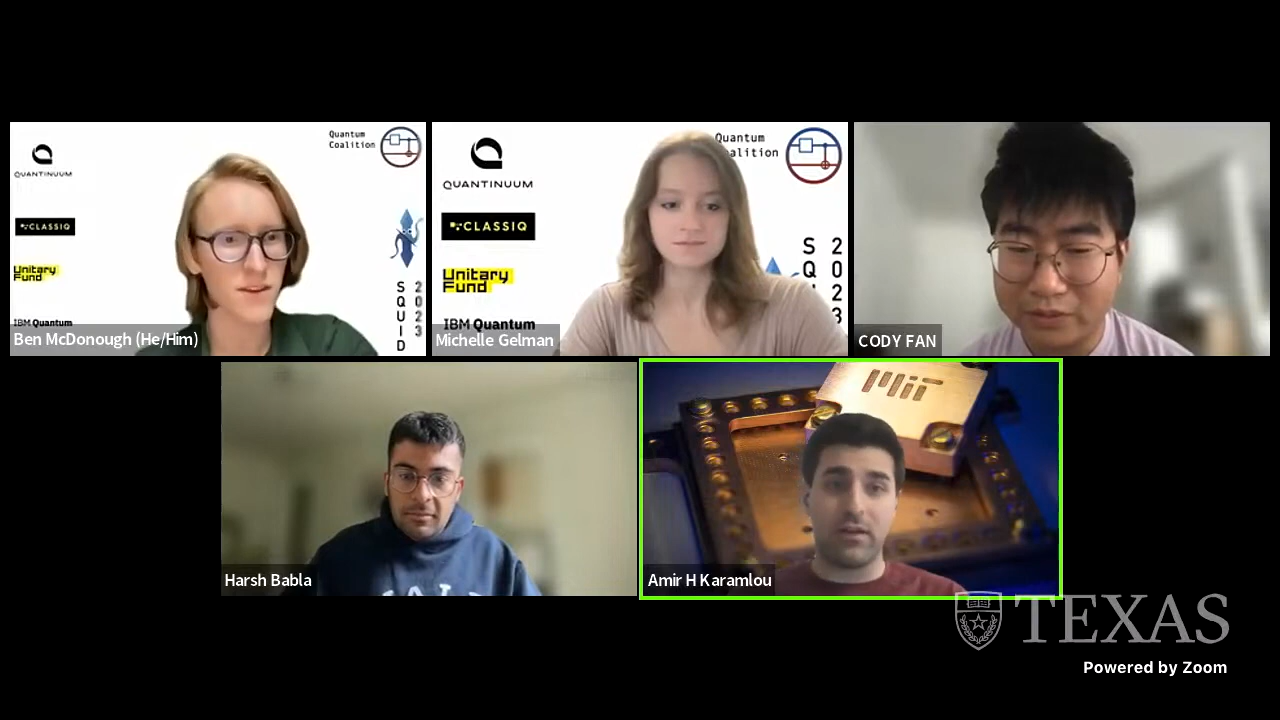 Quantum
Coalition
QUANTINUUM
CLASSIQ
Unitary
Fund
IBM Quantum
S 2
Q 0
U 2
I 3
D
Ben McDonough (He/Him)
Quantum
alition
QUANTINUUM
CLASSIQ
Unitary
Fund
IBM Quantum
S 2
Q 0
2
3
Michelle Gelman
CODY FAN
Harsh Babla
MIT
Amir H Karamlou
TEXAS
Powered by Zoom